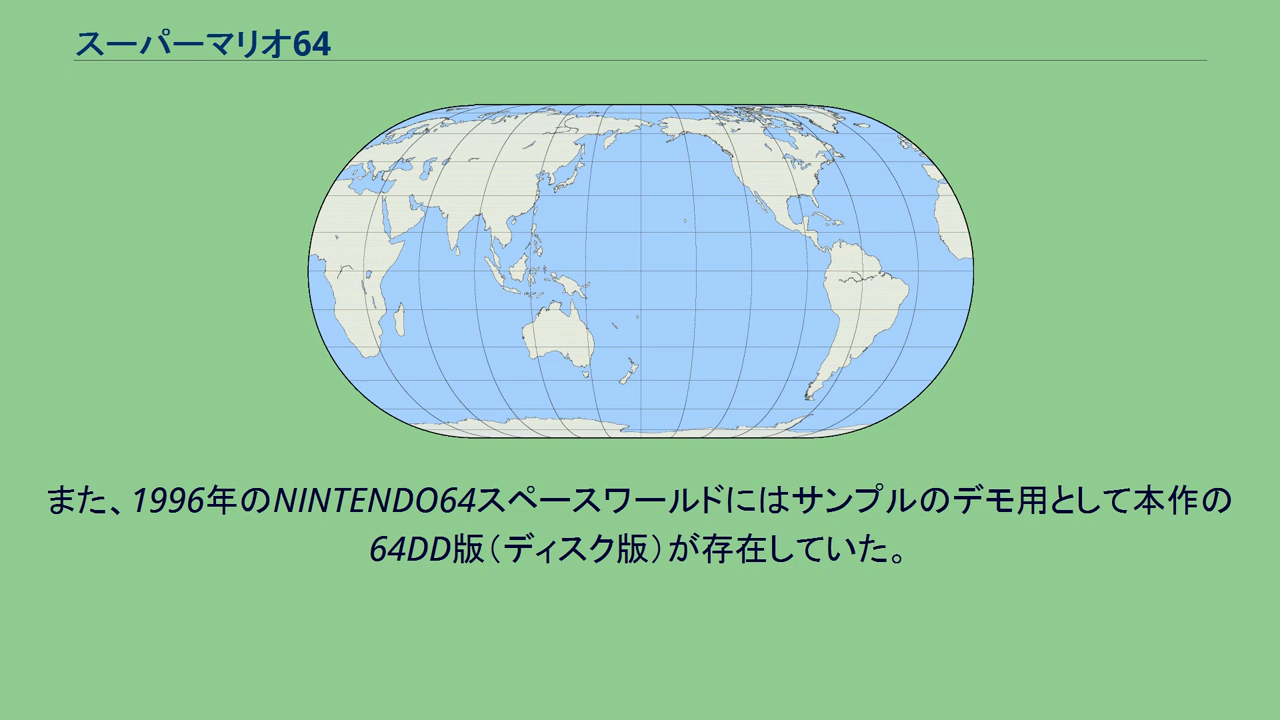 スーパーマリオ64
また、1996年のNINTENDO64スペースワールドにはサンプルのデモ用として本作の
64DD版（ディスク版）が存在していた。